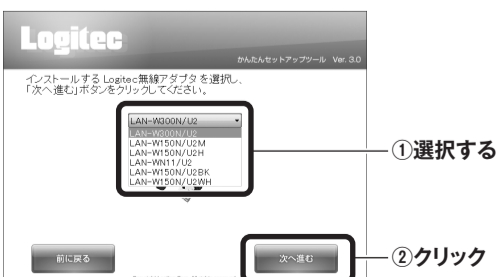 Logitec
かんたんセットアップツール Ver. 3.0
インストールする Logitec無線アダプタ を選択し、
「次へ進む」ボタンをクリックしてください。
LAN-W300N/U2
LAN-W300N/U2
LAN-W150N/U2M
LAN-W150N/U2H
LAN-WN11/U2
LAN-W150N/U2BK
LAN-W150N/U2WH
①選択する
前に戻る
次へ進む
②クリック